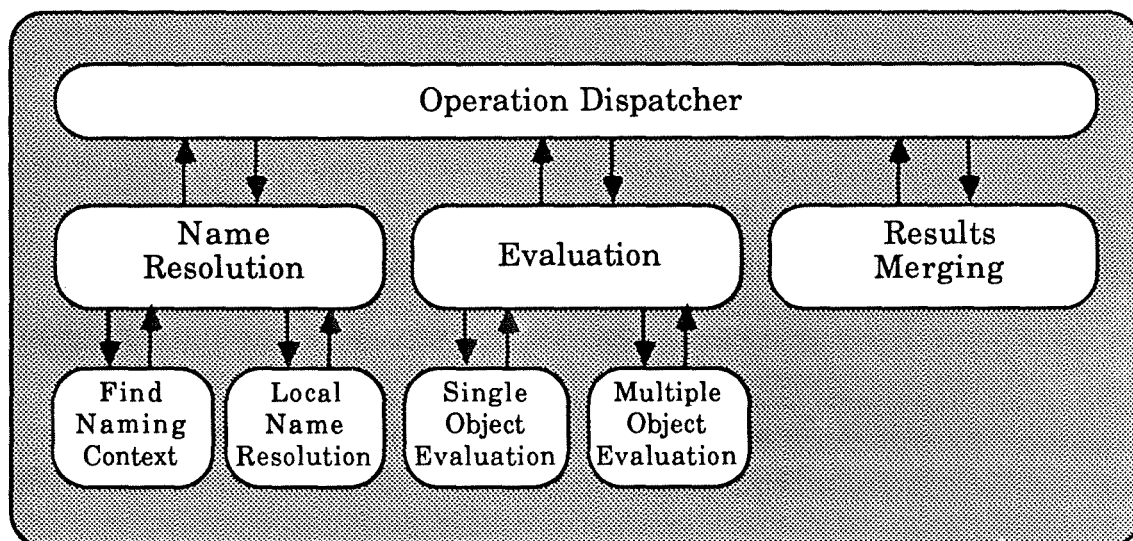 Operation Dispatcher
Name
Resolution
Evaluation
Results
Merging
Find
Naming
Context
Local
Name
Resolution
Single
Object
Evaluation
Multiple
Object
Evaluation